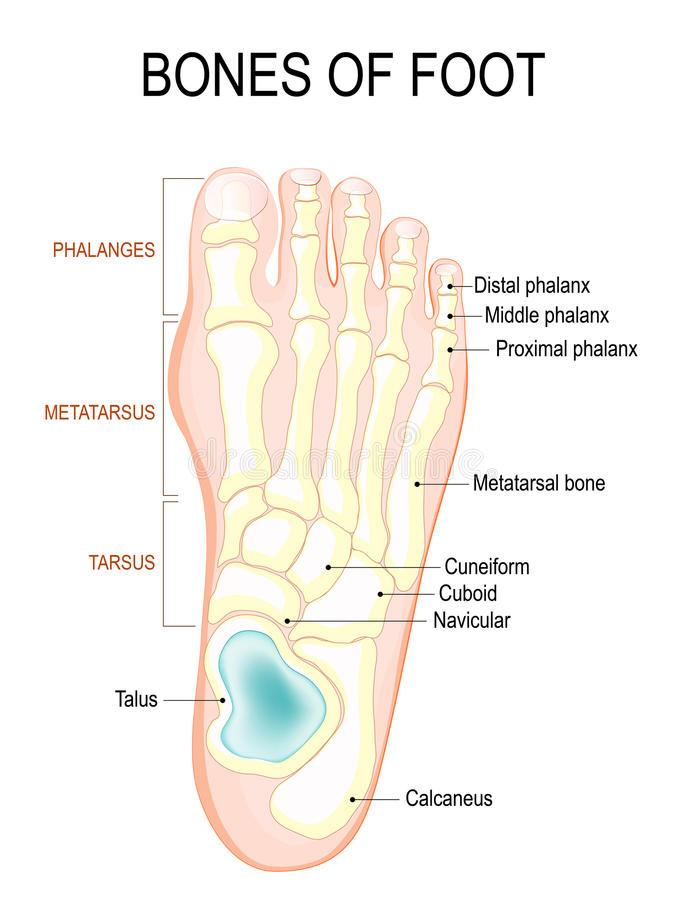 BONES OF FOOT
PHALANGES
Distal phalanx
Middle phalanx
Proximal phalanx
METATARSUS
dreamstime
Metatarsal bone
TARSUS
Cuneiform
Cuboid
Navicular
Talus
Calcaneus